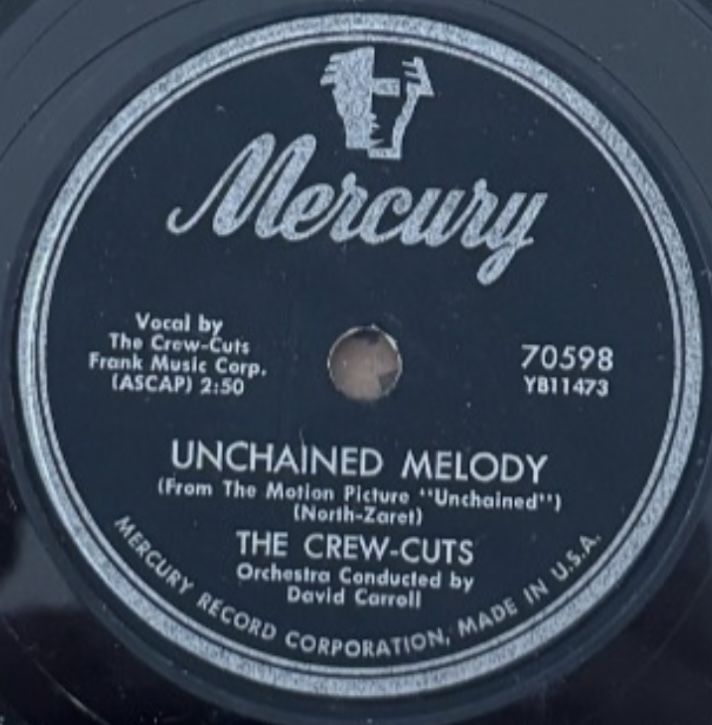 Mercury
Vocal by
The Crew-Cuts
Frank Music Corp.
(ASCAP) 2:50
70598
YB11473
UNCHAINED MELODY
(From The Motion Picture "Unchained")
(North-Zaret)
THE CREW-CUTS
Orchestra Conducted by
David Carroll
MERCURY RECORD CORPORATION, MADE IN U.S.A.